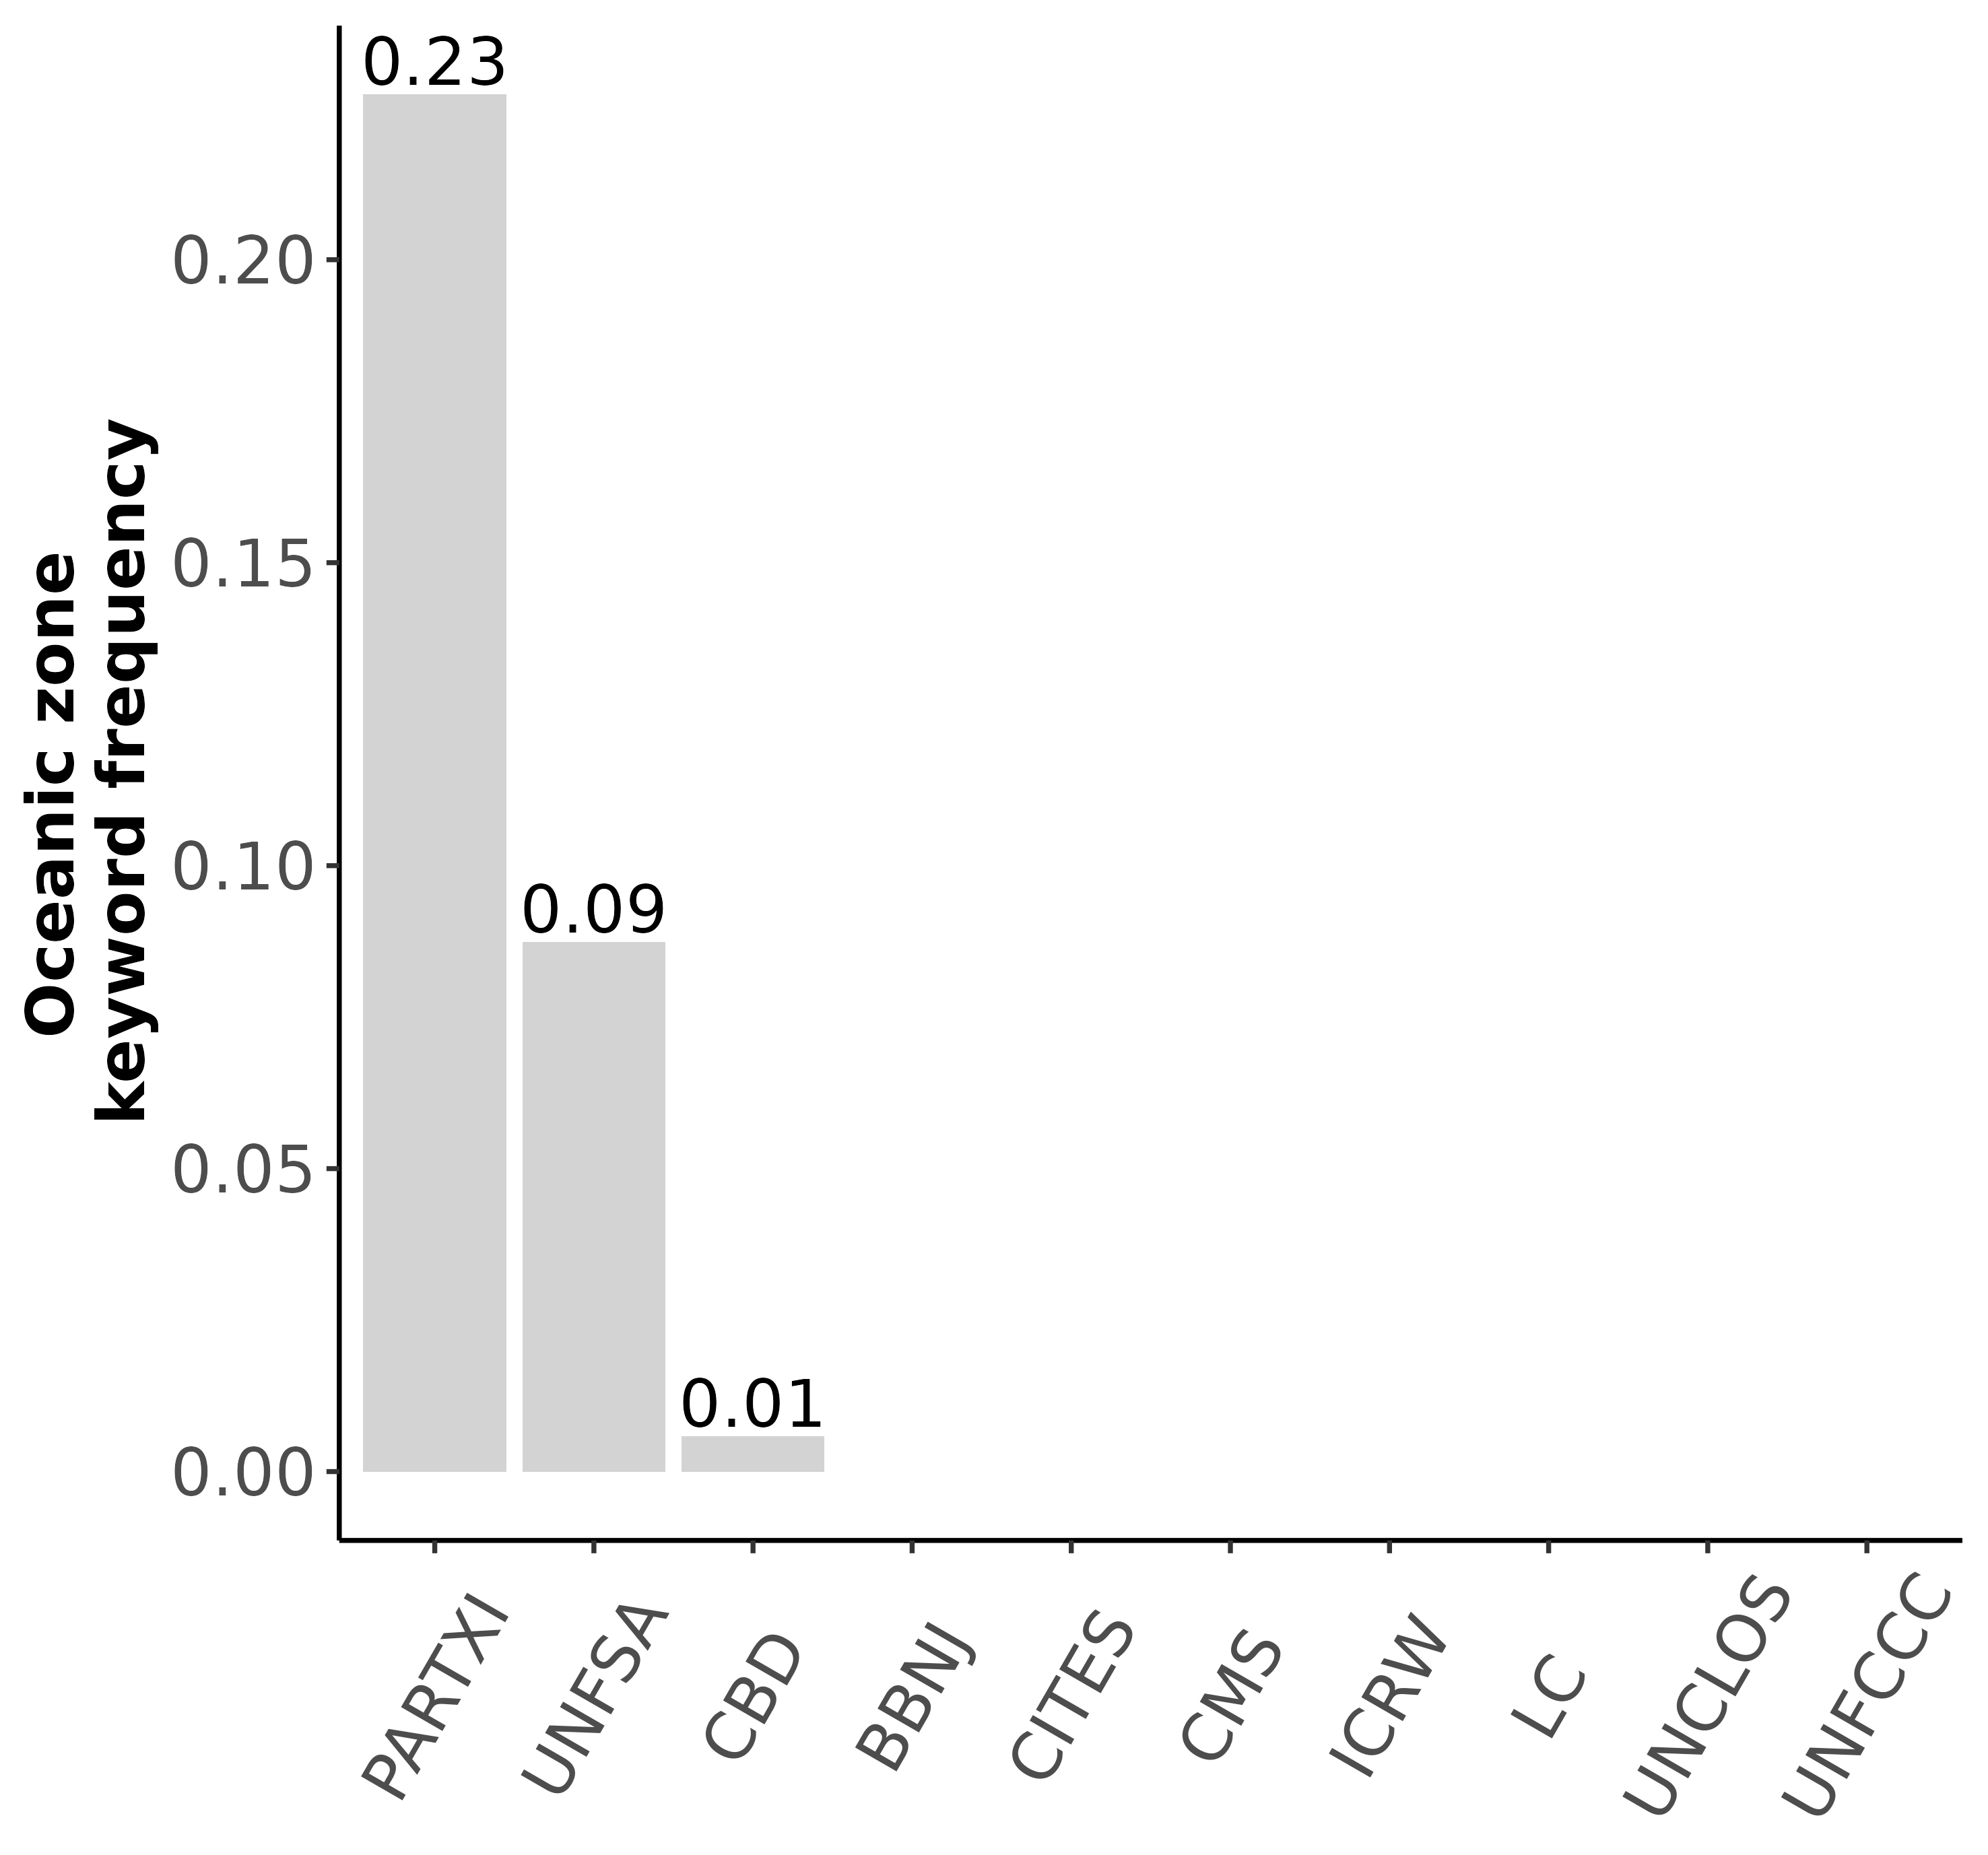 Oceanic zone
keyword frequency
0.20
0.15
0.10
0.05
0.00
0.23
0.09
0.01
PARTXI
UNFSA
CBD
BBNJ
CITES
CMS
ICRW
LC
UNCLOS
UNFCCC